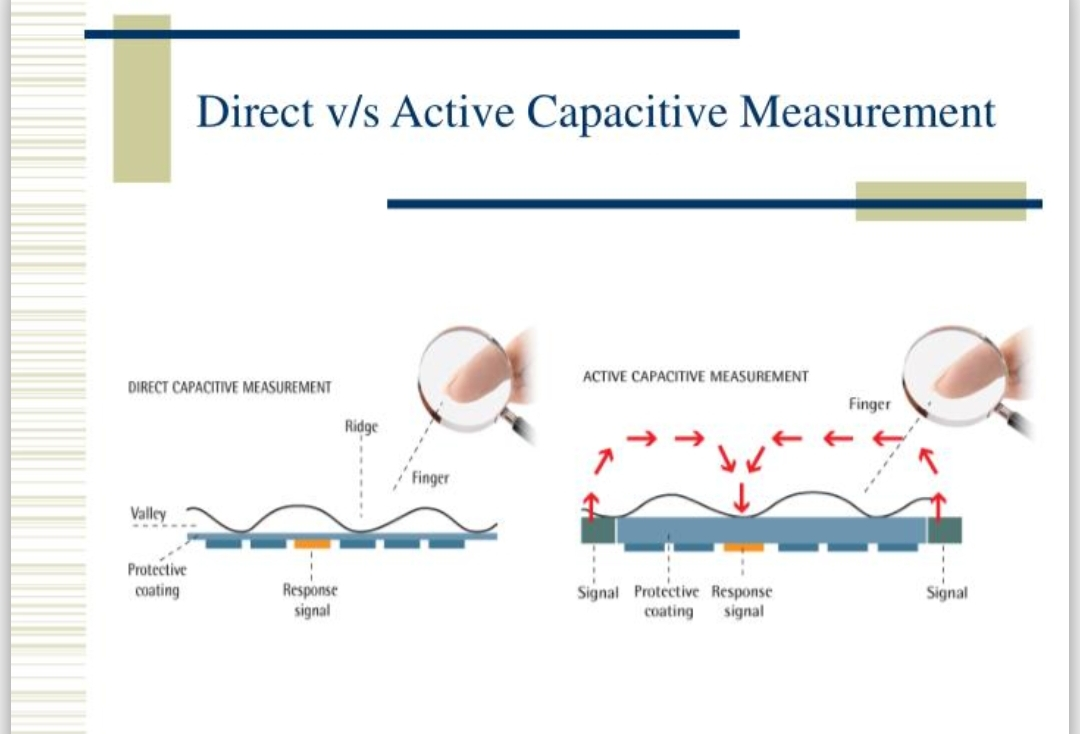 Direct v/s Active Capacitive Measurement
DIRECT CAPACITIVE MEASUREMENT
Ridge
Finger
Valley
Protective
coating
Response
signal
ACTIVE CAPACITIVE MEASUREMENT
Finger
Signal
Protective
coating
Response
signal
Signal